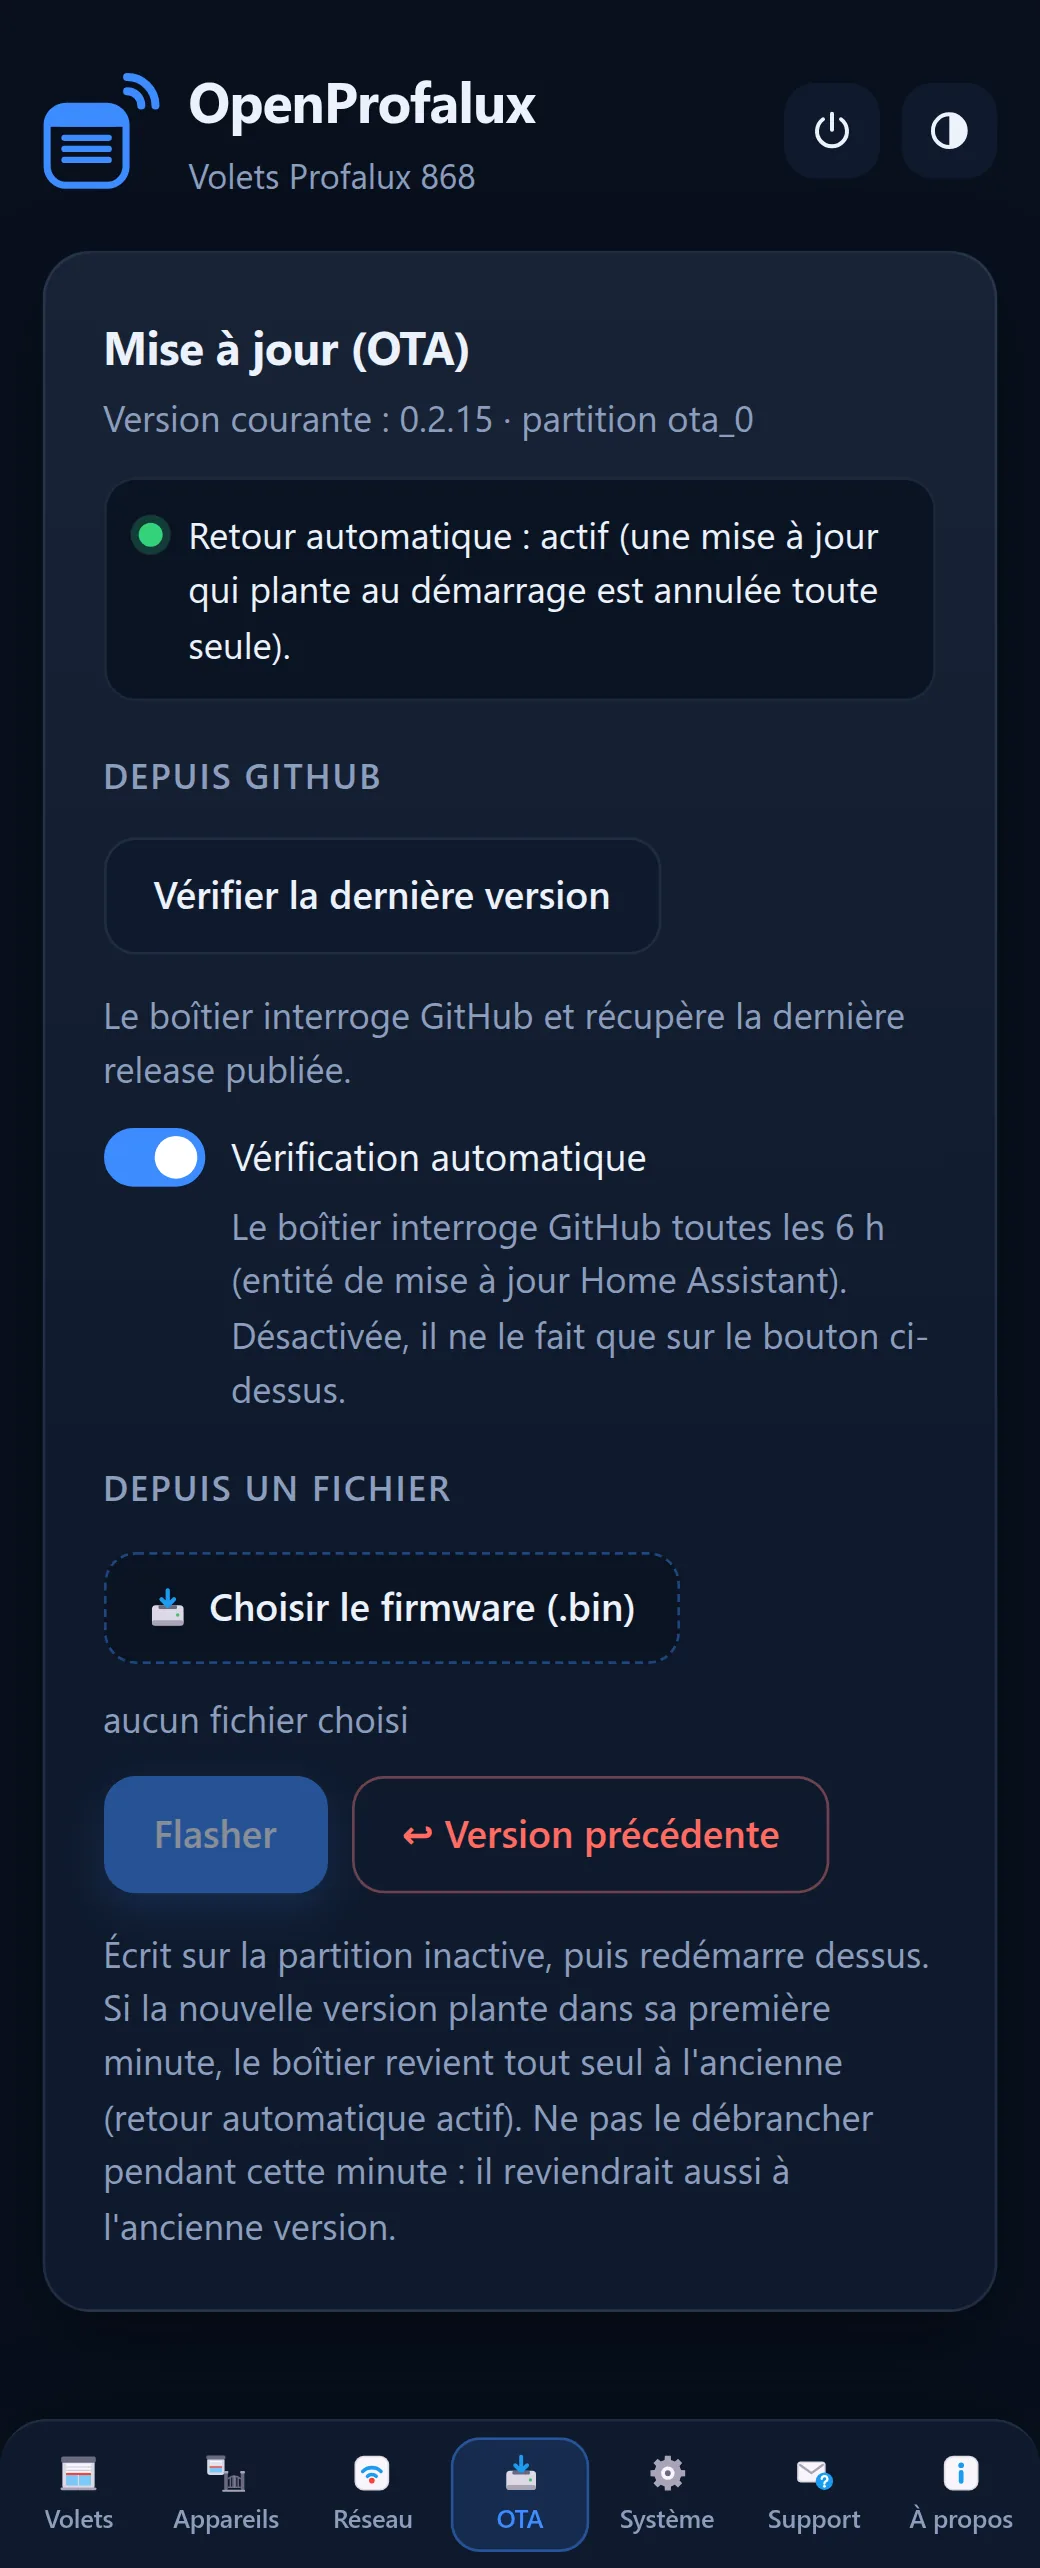 OpenProfalux
Volets Profalux 868
Mise à jour (OTA)
Version courante : 0.2.15 · partition ota_0
Retour automatique : actif (une mise à jour
qui plante au démarrage est annulée toute
seule).
DEPUIS GITHUB
Vérifier la dernière version
Le boîtier interroge GitHub et récupère la dernière
release publiée.
Vérification automatique
Le boîtier interroge GitHub toutes les 6 h
(entité de mise à jour Home Assistant).
Désactivée, il ne le fait que sur le bouton ci-
dessus.
DEPUIS UN FICHIER
Choisir le firmware (.bin)
aucun fichier choisi
Flasher
↩ Version précédente
Écrit sur la partition inactive, puis redémarre dessus.
Si la nouvelle version plante dans sa première
minute, le boîtier revient tout seul à l'ancienne
(retour automatique actif). Ne pas le débrancher
pendant cette minute : il reviendrait aussi à
l'ancienne version.
Volets
Appareils
Réseau
OTA
Système
Support
À propos